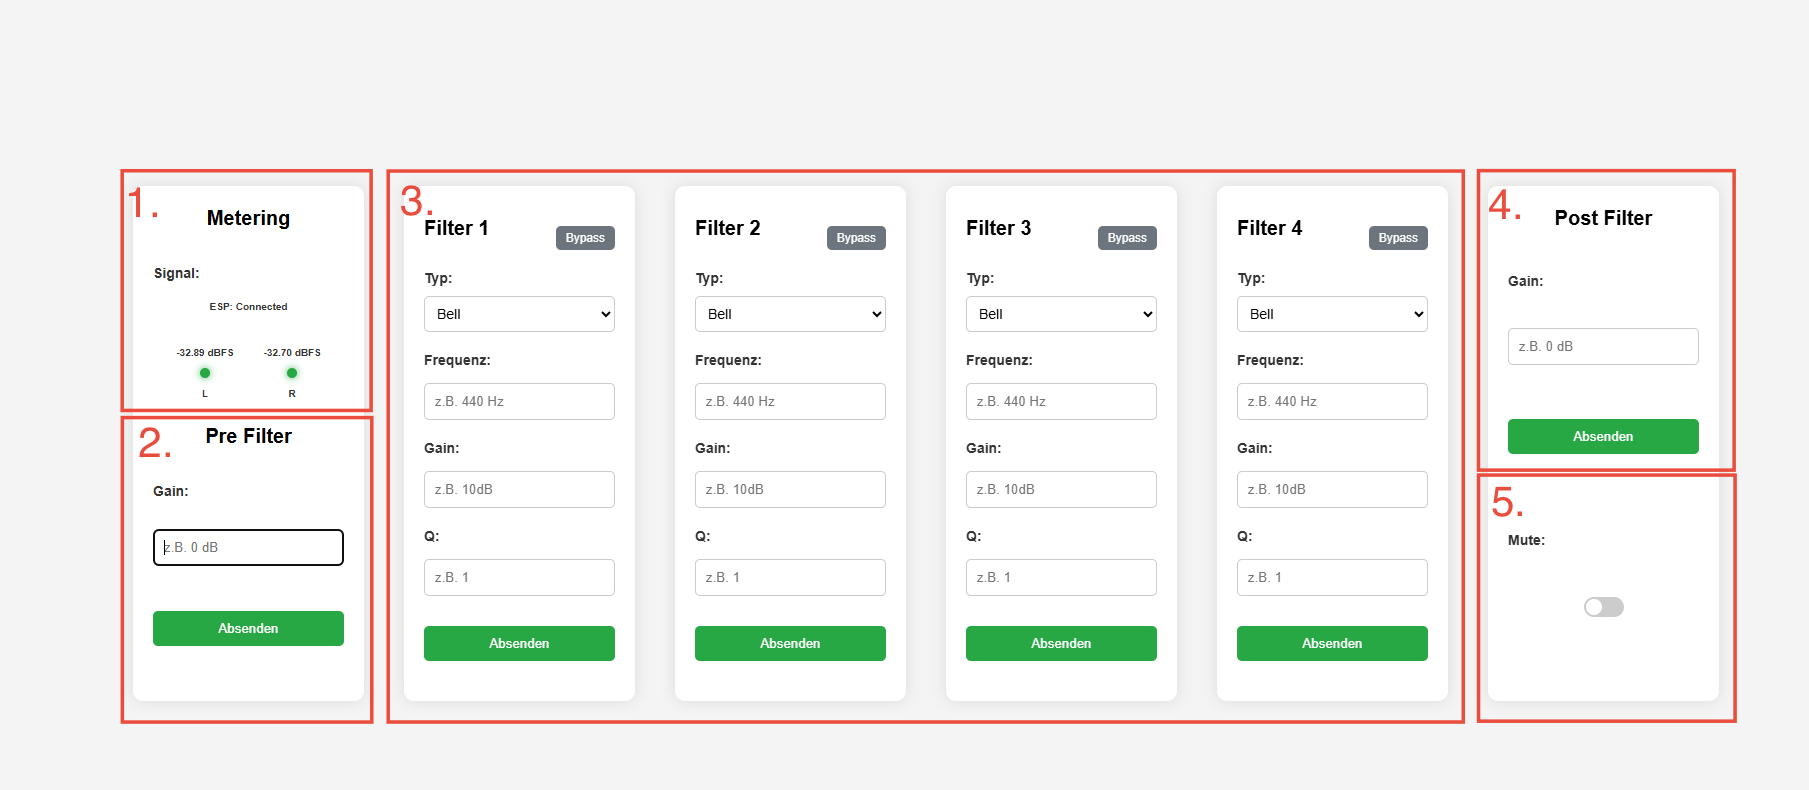 1.
Metering
Signal:
ESP: Connected
-32.89 dBFS
-32.70 dBFS
L
R
2.
Pre Filter
Gain:
z.B. 0 dB
Absenden
3.
Filter 1
Bypass
Typ:
Bell
Frequenz:
z.B. 440 Hz
Gain:
z.B. 10dB
Q:
z.B. 1
Absenden
Filter 2
Bypass
Typ:
Bell
Frequenz:
z.B. 440 Hz
Gain:
z.B. 10dB
Q:
z.B. 1
Absenden
Filter 3
Bypass
Typ:
Bell
Frequenz:
z.B. 440 Hz
Gain:
z.B. 10dB
Q:
z.B. 1
Absenden
Filter 4
Bypass
Typ:
Bell
Frequenz:
z.B. 440 Hz
Gain:
z.B. 10dB
Q:
z.B. 1
Absenden
4.
Post Filter
Gain:
z.B. 0 dB
Absenden
5.
Mute: